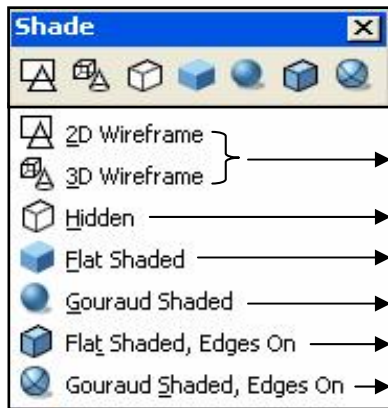 Shade
2D Wireframe
3D Wireframe
Hidden
Flat Shaded
Gouraud Shaded
Flat Shaded, Edges On
Gouraud Shaded, Edges On